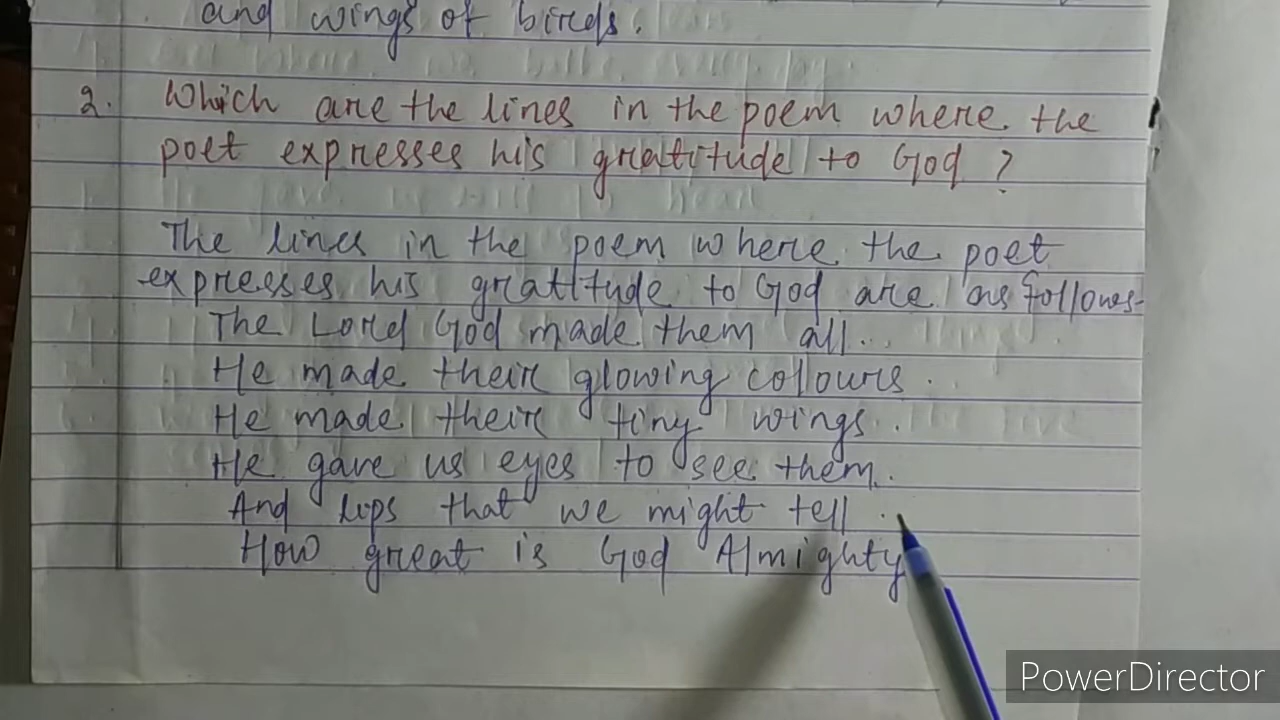 and wings of birds.
2. Which are the lines in the poem where the
poet expresses his gratitude to God ?
The lines in the poem where the poet
expresses his gratitude to God are as follows-
The Lord God made them all..
He made their glowing collours.
He made their tiny wings.
He gave us eyes to see them.
And lips that we might tell.
How great is God Almighty
PowerDirector